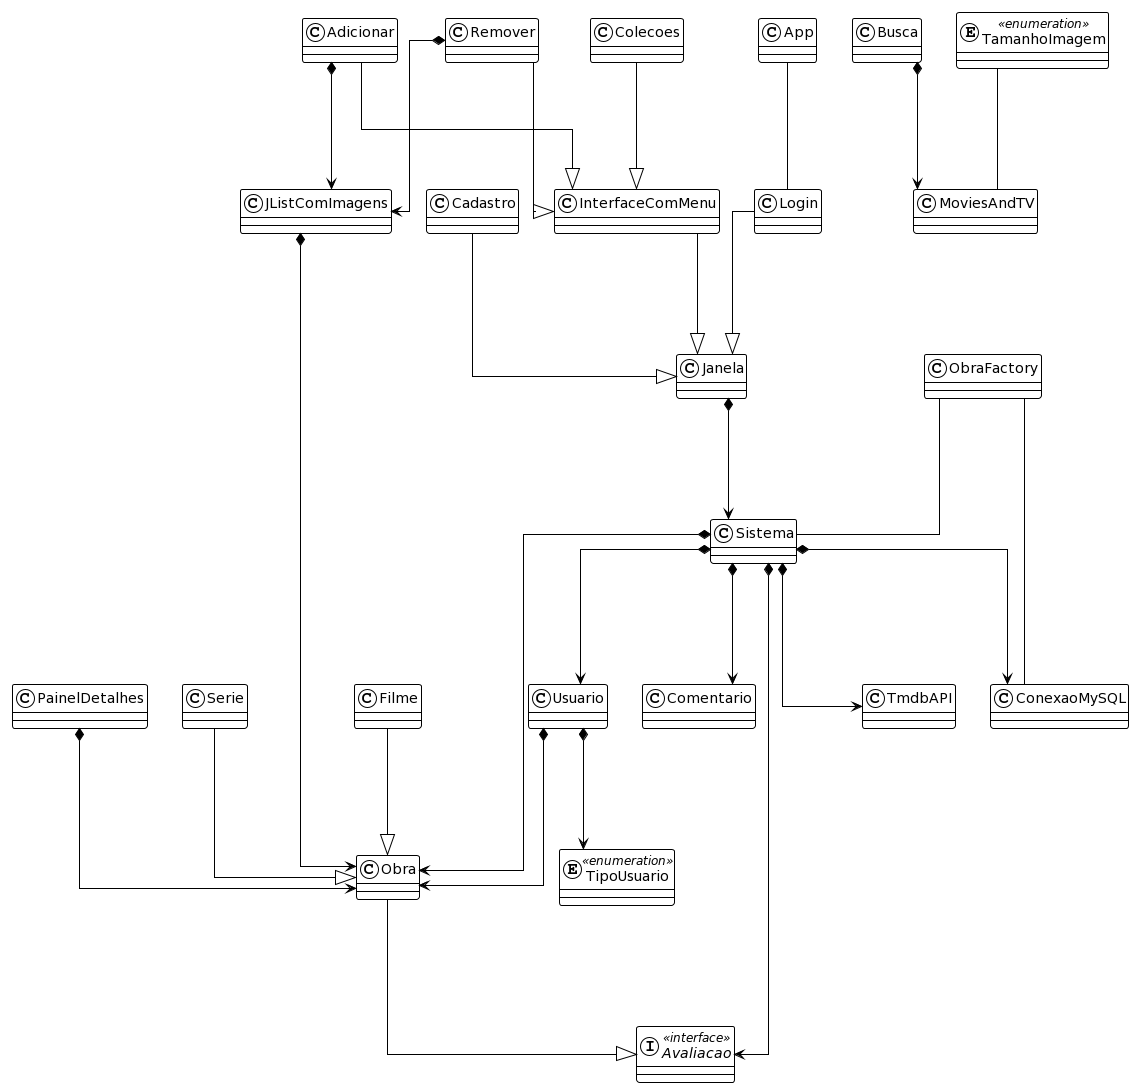 C Adicionar
C Remover
C Colecoes
C App
C Busca
E «enumeration»
TamanhoImagem
C JListComImagens
C Cadastro
C InterfaceComMenu
C Login
C MoviesAndTV
C Janela
C ObraFactory
C Sistema
C PainelDetalhes
C Serie
C Filme
C Usuario
C Comentario
C TmdbAPI
C ConexaoMySQL
C Obra
E «enumeration»
TipoUsuario
I «interface»
Avaliacao